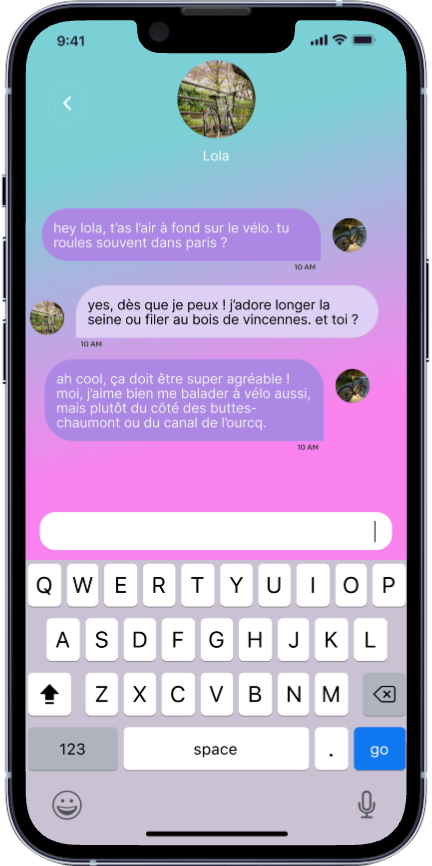 9:41
Lola
hey lola, t'as l'air à fond sur le vélo. tu
roules souvent dans paris ?
10 AM
yes, dès que je peux ! j'adore longer la
seine ou filer au bois de vincennes. et toi ?
10 AM
ah cool, ça doit être super agréable !
moi, j'aime bien me balader à vélo aussi,
mais plutôt du côté des buttes-
chaumont ou du canal de l'ourcq.
10 AM
Q W E R T Y U I O P
A S D F G H J K L
Z X C V B N M
123 space . go